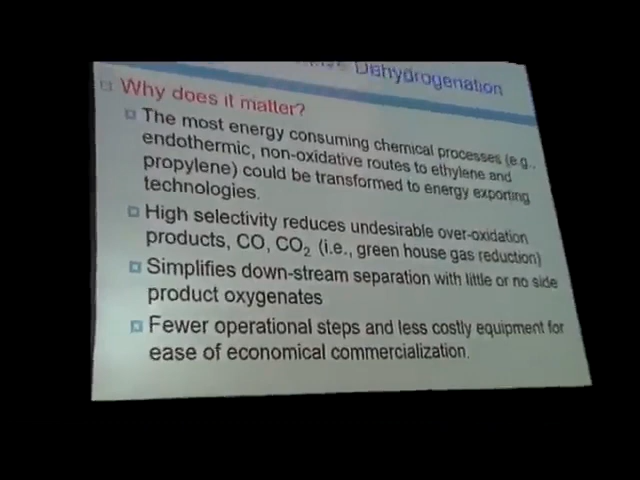 Dehydrogenation
Why does it matter?
The most energy consuming chemical processes (e.g.,
endothermic, non-oxidative routes to ethylene and
propylene) could be transformed to energy exporting
technologies.
High selectivity reduces undesirable over-oxidation
products, CO, CO₂ (i.e., green house gas reduction)
Simplifies down-stream separation with little or no side
product oxygenates
Fewer operational steps and less costly equipment for
ease of economical commercialization.